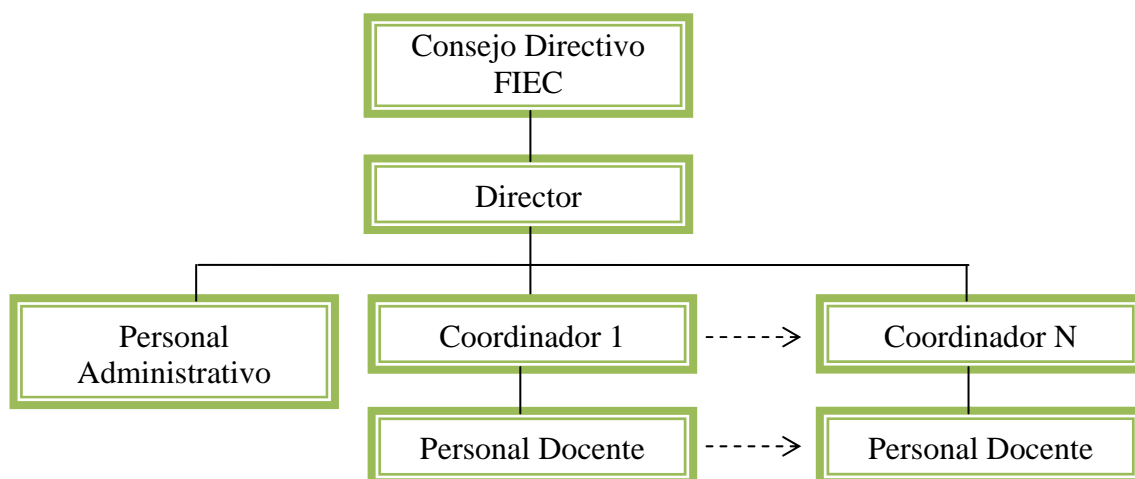 Consejo Directivo
FIEC
Director
Personal
Administrativo
Coordinador 1
Coordinador N
Personal Docente
Personal Docente